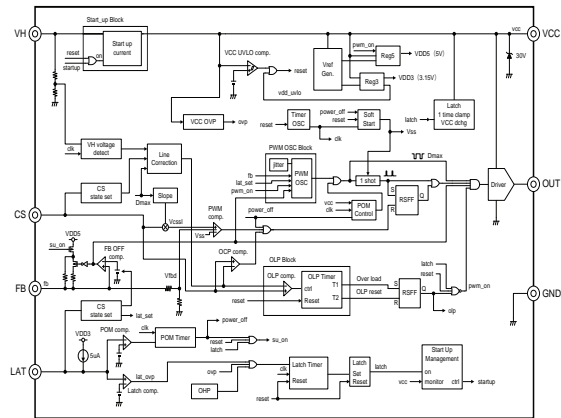 Start_up Block
VH
VCC
vcc
reset
on
startup
Start up
current
VCC UVLO comp.
reset
Vref
Gen.
pwm_on
Reg5
VDD5 (5V)
Reg3
VDD3 (3.15V)
30V
vdd_uvlo
VCC OVP
ovp
Timer
OSC
reset
clk
power_off
reset
Soft
Start
Vss
latch
Latch
1 time clamp
VCC dchg
clk
VH voltage
detect
Line
Correction
PWM OSC Block
jitter
fb
lat_set
pwm_on
PWM
OSC
1 shot
Dmax
CS
state set
Dmax
Slope
Vcssl
PWM
comp.
Vss
power_off
vcc
clk
POM
Control
S
R
RSFF
Q
Driver
OUT
CS
VDD5
su_on
FB OFF
comp.
OCP comp.
OLP Block
OLP comp.
OLP Timer
ctrl
T1
Reset
T2
reset
Over load
OLP reset
S
R
RSFF
Q
olp
latch
reset
pwm_on
FB
fb
Vfbd
GND
CS
state set
lat_set
VDD3
5uA
POM comp.
clk
POM Timer
power_off
reset
latch
su_on
LAT
lat_ovp
Latch comp.
ovp
OHP
clk
Latch Timer
Reset
reset
Latch
Set
Reset
latch
vcc
Start Up
Management
on
monitor
ctrl
startup